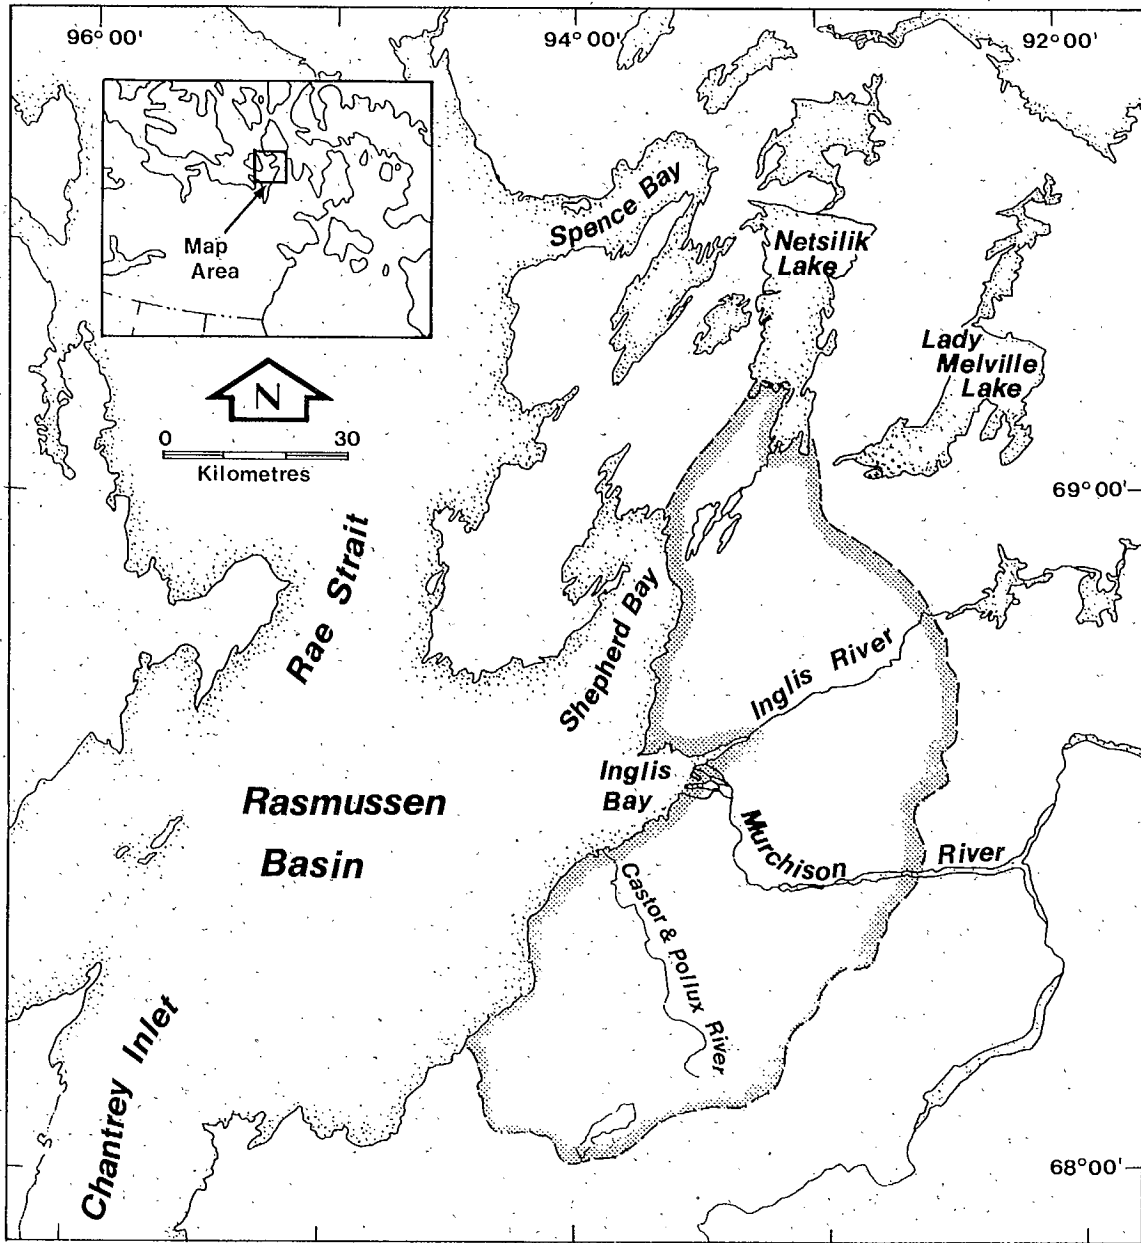 96°00'
94°00'
92°00'
Map
Area
Spence Bay
Netsilik
Lake
Lady
Melville
Lake
N
0
30
Kilometres
69°00'
Rae Strait
Shepherd Bay
Inglis River
Inglis
Bay
Rasmussen
Basin
Murchison
River
Castor & Pollux River
Chantrey Inlet
68°00'